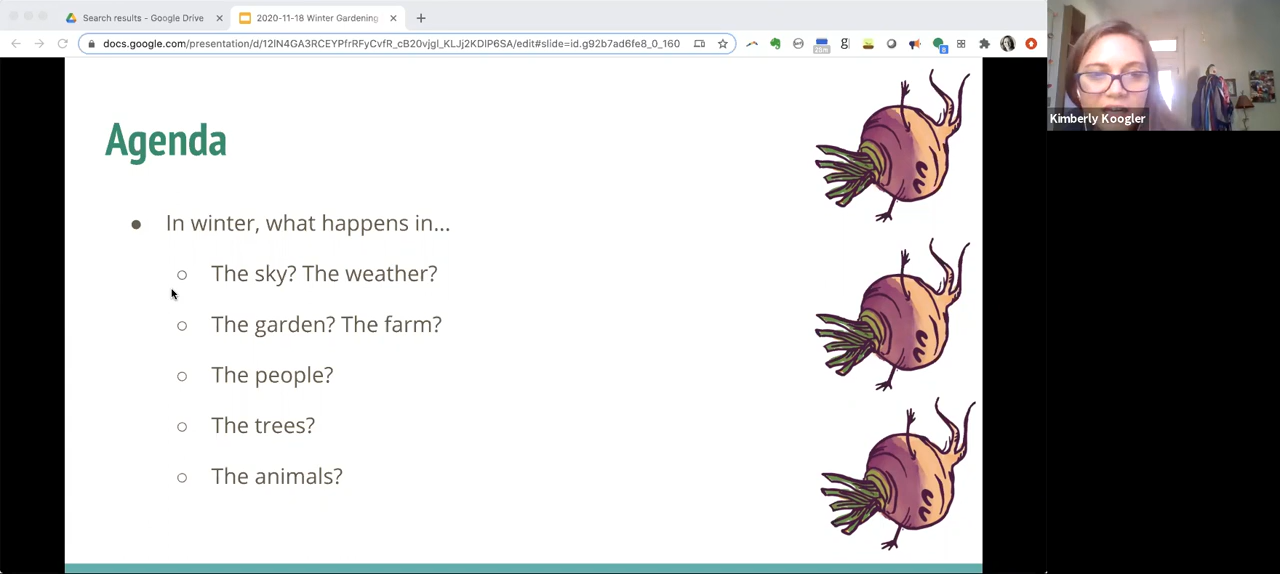 Search results - Google Drive
2020-11-18 Winter Gardening
docs.google.com/presentation/d/12lN4GA3RCEYPfrRFyCvfR_cB20vjgl_KLJj2KDlP6SA/edit#slide=id.g92b7ad6fe8_0_160
25m
8
Kimberly Koogler
Agenda
● In winter, what happens in...
○ The sky? The weather?
○ The garden? The farm?
○ The people?
○ The trees?
○ The animals?